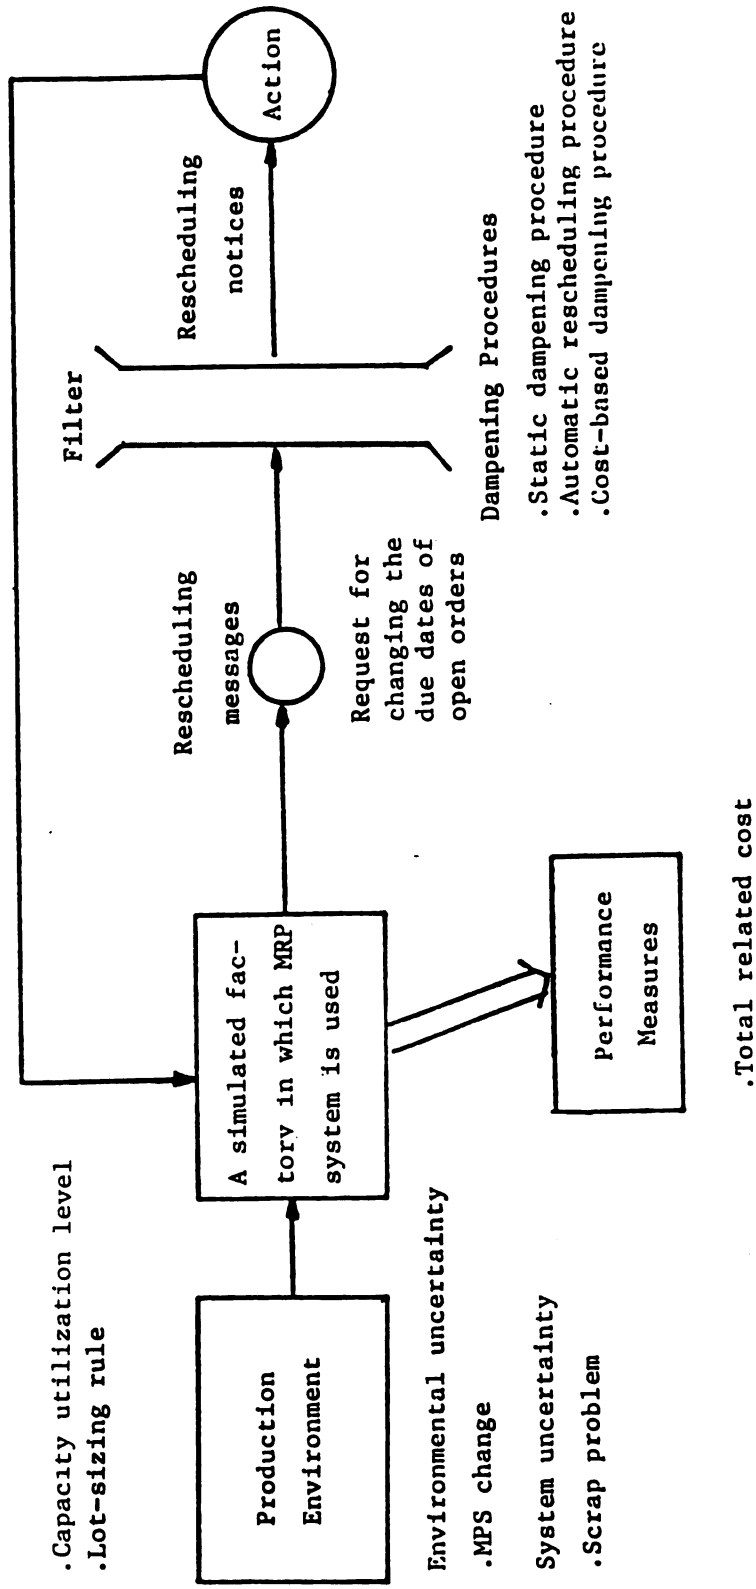 .Capacity utilization level
.Lot-sizing rule
Production
Environment
Environmental uncertainty
.MPS change
System uncertainty
.Scrap problem
A simulated fac-
tory in which MRP
system is used
Performance
Measures
.Total related cost
Rescheduling
messages
Request for
changing the
due dates of
open orders
Filter
Dampening Procedures
.Static dampening procedure
.Automatic rescheduling procedure
.Cost-based dampening procedure
Rescheduling
notices
Action